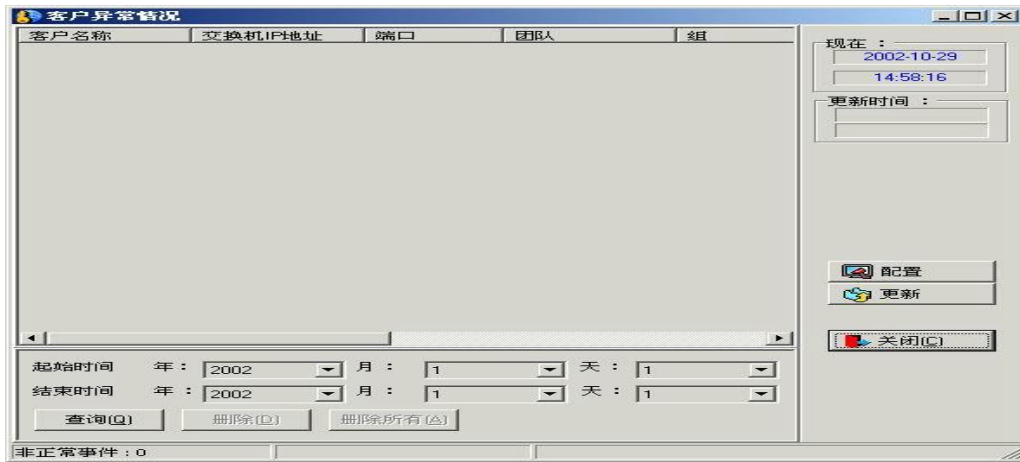 客户异常情况
客户名称 交换机IP地址 端口 团队 组
现在：
2002-10-29
14:58:16
更新时间：
配置
更新
关闭(C)
起始时间 年： 2002 月： 1 天： 1
结束时间 年： 2002 月： 1 天： 1
查询(Q) 删除(D) 删除所有(A)
非正常事件：0